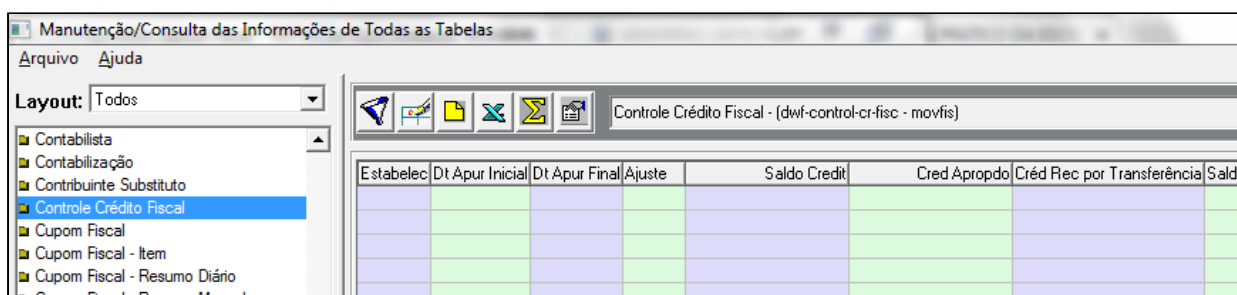 Manutenção/Consulta das Informações de Todas as Tabelas
Arquivo Ajuda
Layout: Todos
Contabilista
Contabilização
Contribuinte Substituto
Controle Crédito Fiscal
Cupom Fiscal
Cupom Fiscal - Item
Cupom Fiscal - Resumo Diário
Controle Crédito Fiscal - (dwf-control-cr-fisc - movfis)
Estabelec Dt Apur Inicial Dt Apur Final Ajuste Saldo Credit Cred Apropdo Créd Rec por Transferência Sald